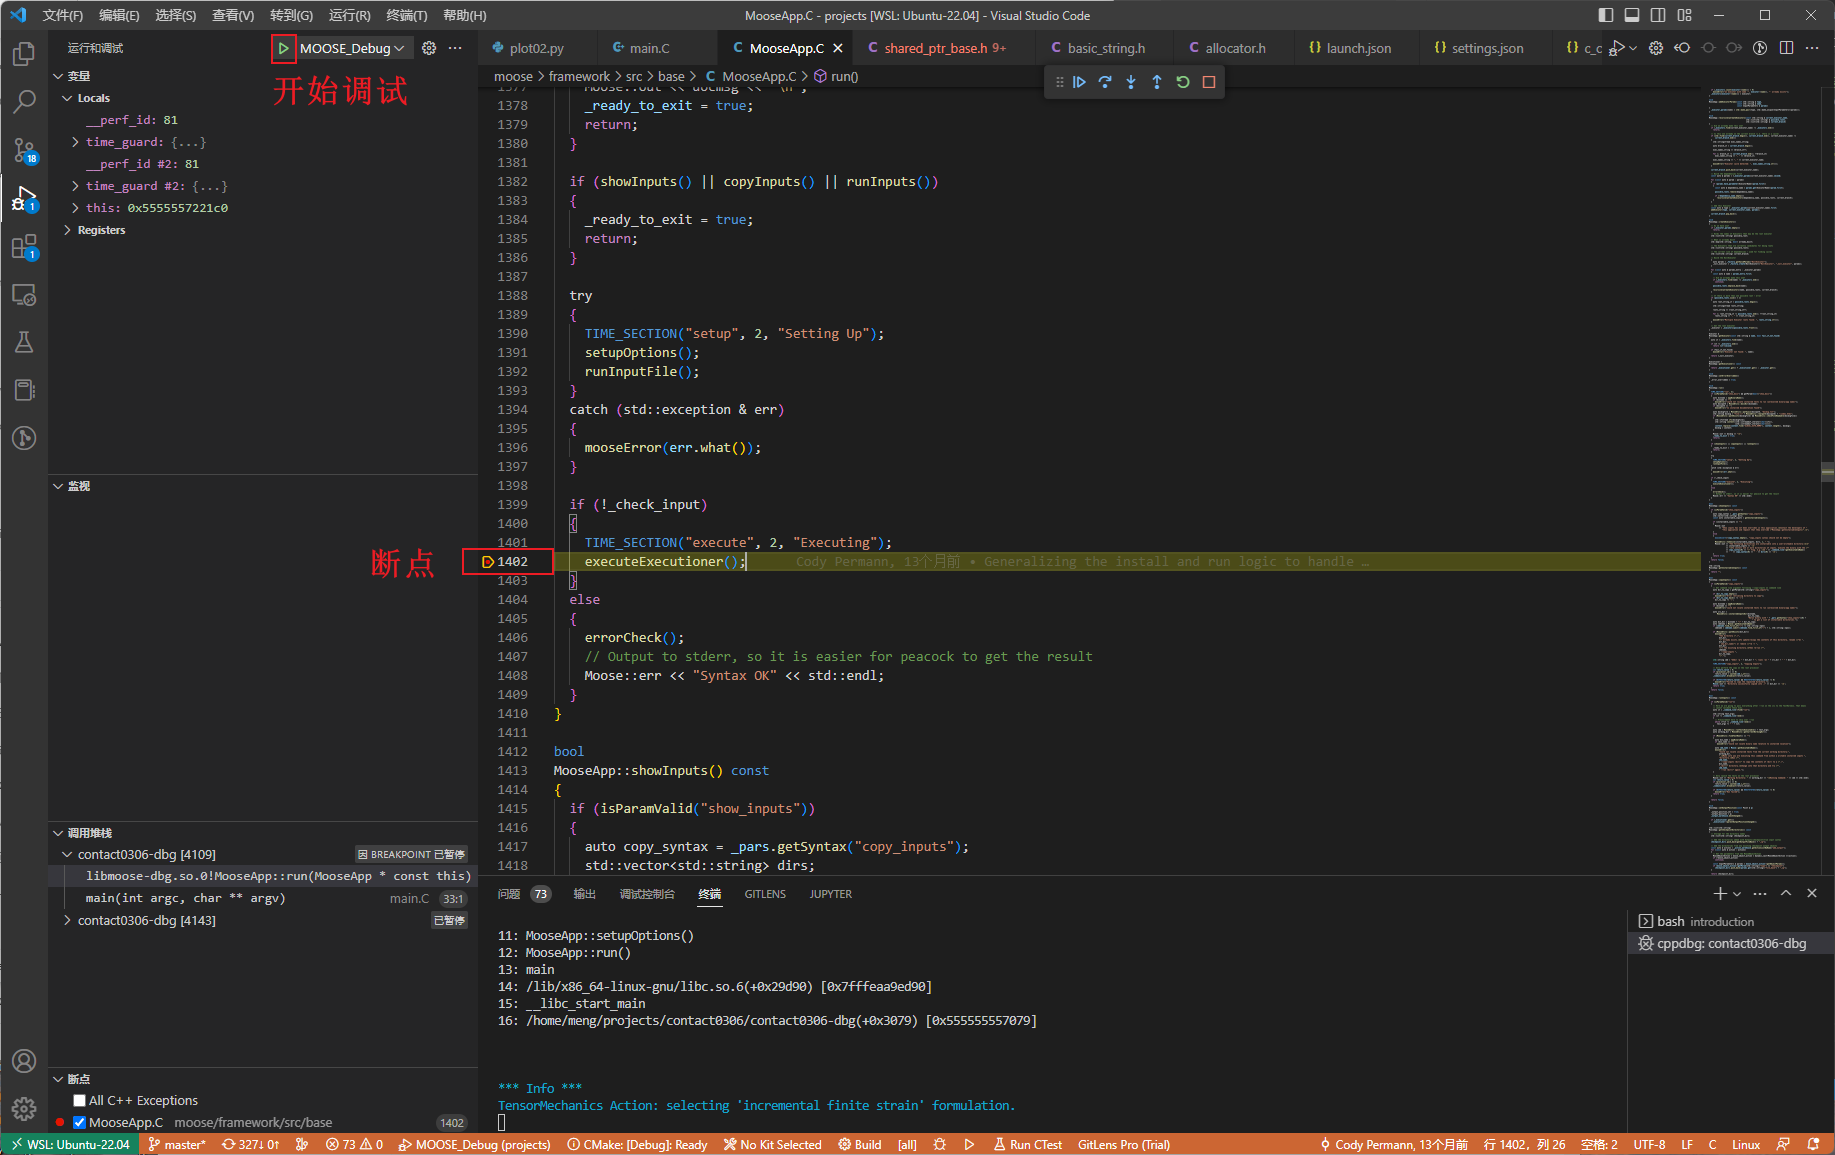 文件(F) 编辑(E) 选择(S) 查看(V) 转到(G) 运行(R) 终端(T) 帮助(H) MooseApp.C - projects [WSL: Ubuntu-22.04] - Visual Studio Code
运行和调试 MOOSE_Debug
plot02.py main.C MooseApp.C shared_ptr_base.h 9+ basic_string.h allocator.h launch.json settings.json
moose > framework > src > base > MooseApp.C > run()
开始调试
变量
Locals
__perf_id: 81
time_guard: {...}
__perf_id #2: 81
time_guard #2: {...}
this: 0x5555557221c0
Registers
监视
断点
调用堆栈
contact0306-dbg [4109] 因 BREAKPOINT 已暂停
libmoose-dbg.so.0!MooseApp::run(MooseApp * const this)
main(int argc, char ** argv) main.C 33:1
contact0306-dbg [4143] 已暂停
断点
All C++ Exceptions
MooseApp.C moose/framework/src/base 1402
18
1
1
1378 _ready_to_exit = true;
1379 return;
1380 }
1381
1382 if (showInputs() || copyInputs() || runInputs())
1383 {
1384 _ready_to_exit = true;
1385 return;
1386 }
1387
1388 try
1389 {
1390 TIME_SECTION("setup", 2, "Setting Up");
1391 setupOptions();
1392 runInputFile();
1393 }
1394 catch (std::exception & err)
1395 {
1396 mooseError(err.what());
1397 }
1398
1399 if (!_check_input)
1400 {
1401 TIME_SECTION("execute", 2, "Executing");
1402 executeExecutioner(); Cody Permann, 13个月前 • Generalizing the install and run logic to handle …
1403 }
1404 else
1405 {
1406 errorCheck();
1407 // Output to stderr, so it is easier for peacock to get the result
1408 Moose::err << "Syntax OK" << std::endl;
1409 }
1410 }
1411
1412 bool
1413 MooseApp::showInputs() const
1414 {
1415 if (isParamValid("show_inputs"))
1416 {
1417 auto copy_syntax = _pars.getSyntax("copy_inputs");
1418 std::vector<std::string> dirs;
问题 73 输出 调试控制台 终端 GITLENS JUPYTER
11: MooseApp::setupOptions()
12: MooseApp::run()
13: main
14: /lib/x86_64-linux-gnu/libc.so.6(+0x29d90) [0x7fffeaa9ed90]
15: __libc_start_main
16: /home/meng/projects/contact0306/contact0306-dbg(+0x3079) [0x555555557079]
*** Info ***
TensorMechanics Action: selecting 'incremental finite strain' formulation.
bash introduction
cppdbg: contact0306-dbg
WSL: Ubuntu-22.04 master* 327↓ 0↑ 73 0 MOOSE_Debug (projects) CMake: [Debug]: Ready No Kit Selected Build [all] Run CTest GitLens Pro (Trial) Cody Permann, 13个月前 行 1402，列 26 空格: 2 UTF-8 LF C Linux